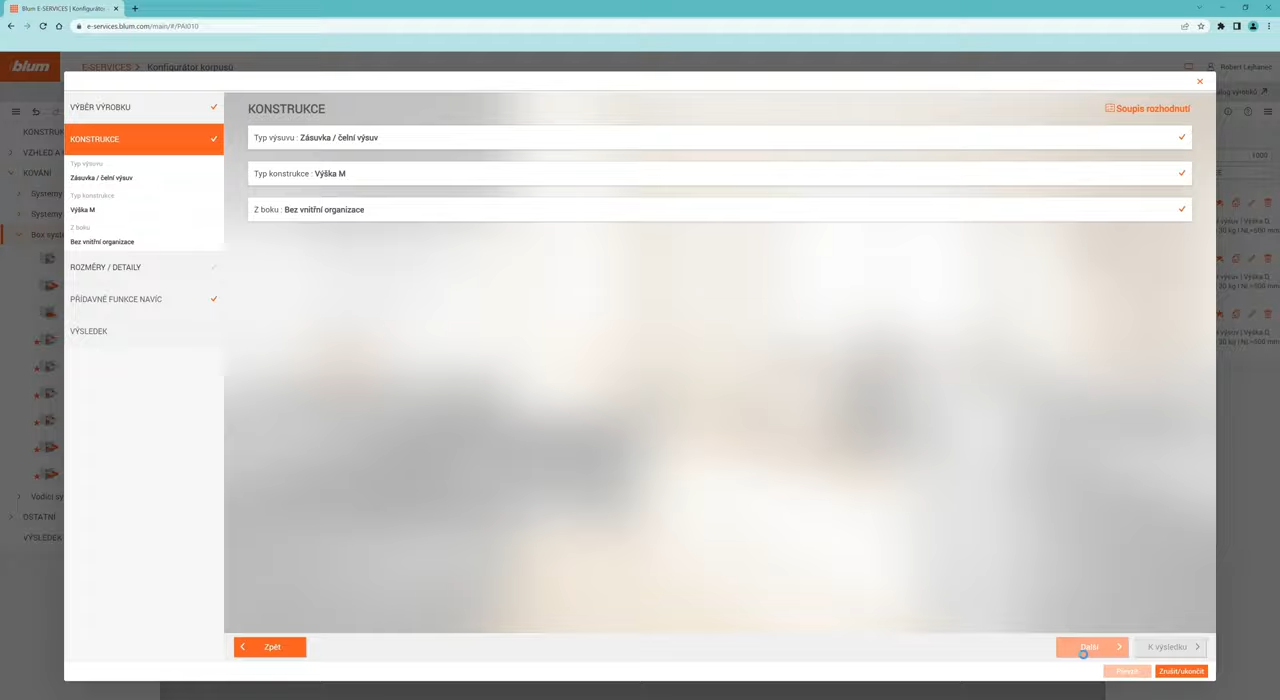 Blum E-SERVICES | Konfigurátor
e-services.blum.com/main/#/PAI010
blum
E-SERVICES > Konfigurátor korpusů
Robert Lejhanec
VÝBĚR VÝROBKU
KONSTRUKCE
Typ výsuvu
Zásuvka / čelní výsuv
Typ konstrukce
Výška M
Z boku
Bez vnitřní organizace
ROZMĚRY / DETAILY
PŘÍDAVNÉ FUNKCE NAVÍC
VÝSLEDEK
KONSTRUKCE
Soupis rozhodnutí
Typ výsuvu : Zásuvka / čelní výsuv
Typ konstrukce : Výška M
Z boku : Bez vnitřní organizace
KOVÁNÍ
Systemy
Systemy
OSTATNÍ
VÝSLEDEK
1000
Zpět
Další
K výsledku
Zrušit/ukončit